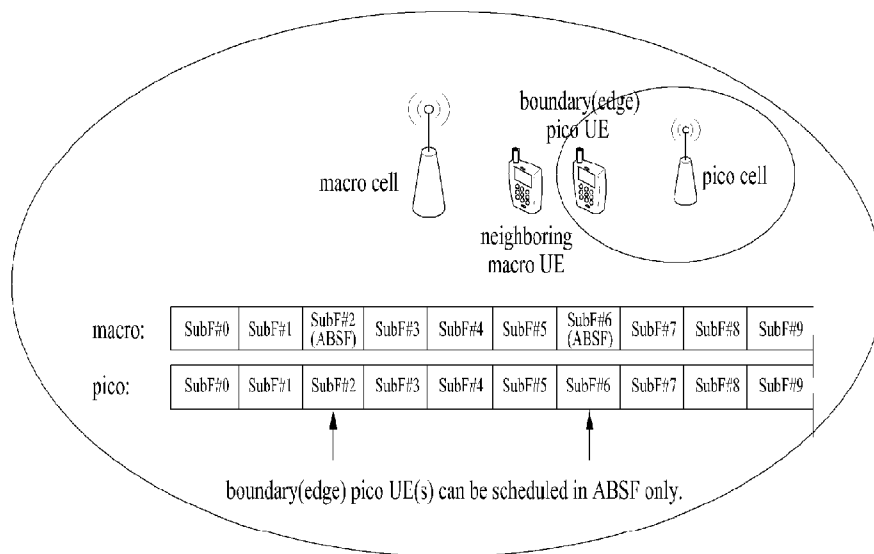 boundary(edge)
pico UE
macro cell
pico cell
neighboring
macro UE
macro: SubF#0 SubF#1 SubF#2 (ABSF) SubF#3 SubF#4 SubF#5 SubF#6 (ABSF) SubF#7 SubF#8 SubF#9
pico: SubF#0 SubF#1 SubF#2 SubF#3 SubF#4 SubF#5 SubF#6 SubF#7 SubF#8 SubF#9
boundary(edge) pico UE(s) can be scheduled in ABSF only.